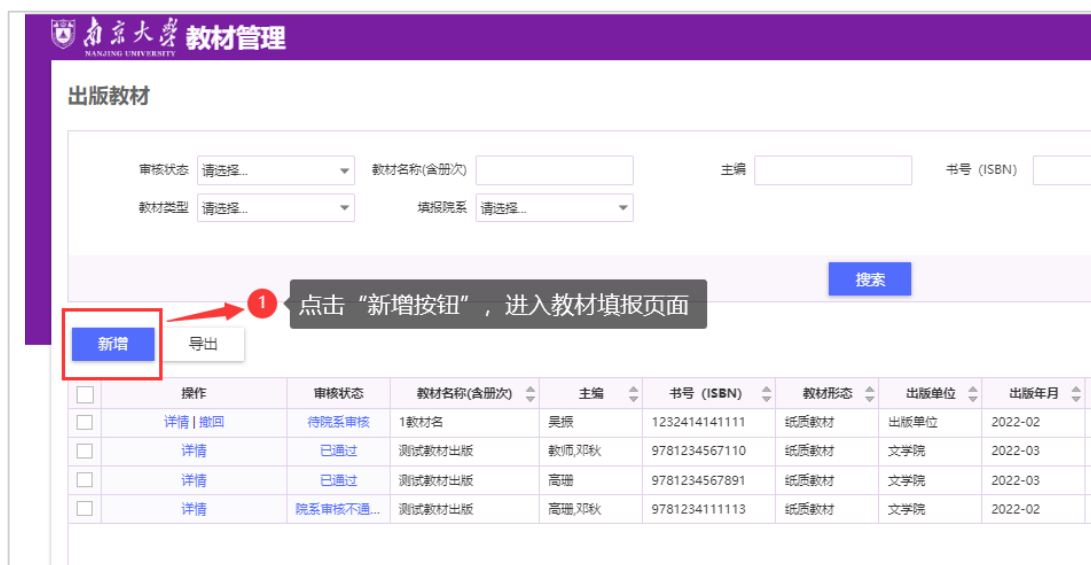 南京大学 教材管理
NANJING UNIVERSITY
出版教材
审核状态 请选择... 教材名称(含册次) 主编 书号 (ISBN)
教材类型 请选择... 填报院系 请选择...
搜索
1 点击“新增按钮”，进入教材填报页面
新增 导出
操作 审核状态 教材名称(含册次) 主编 书号 (ISBN) 教材形态 出版单位 出版年月
详情 | 撤回 待院系审核 1教材名 吴振 1232414141111 纸质教材 出版单位 2022-02
详情 已通过 测试教材出版 教师,邓秋 9781234567110 纸质教材 文学院 2022-03
详情 已通过 测试教材出版 高珊 9781234567891 纸质教材 文学院 2022-03
详情 院系审核不通... 测试教材出版 高珊,邓秋 9781234111113 纸质教材 文学院 2022-02